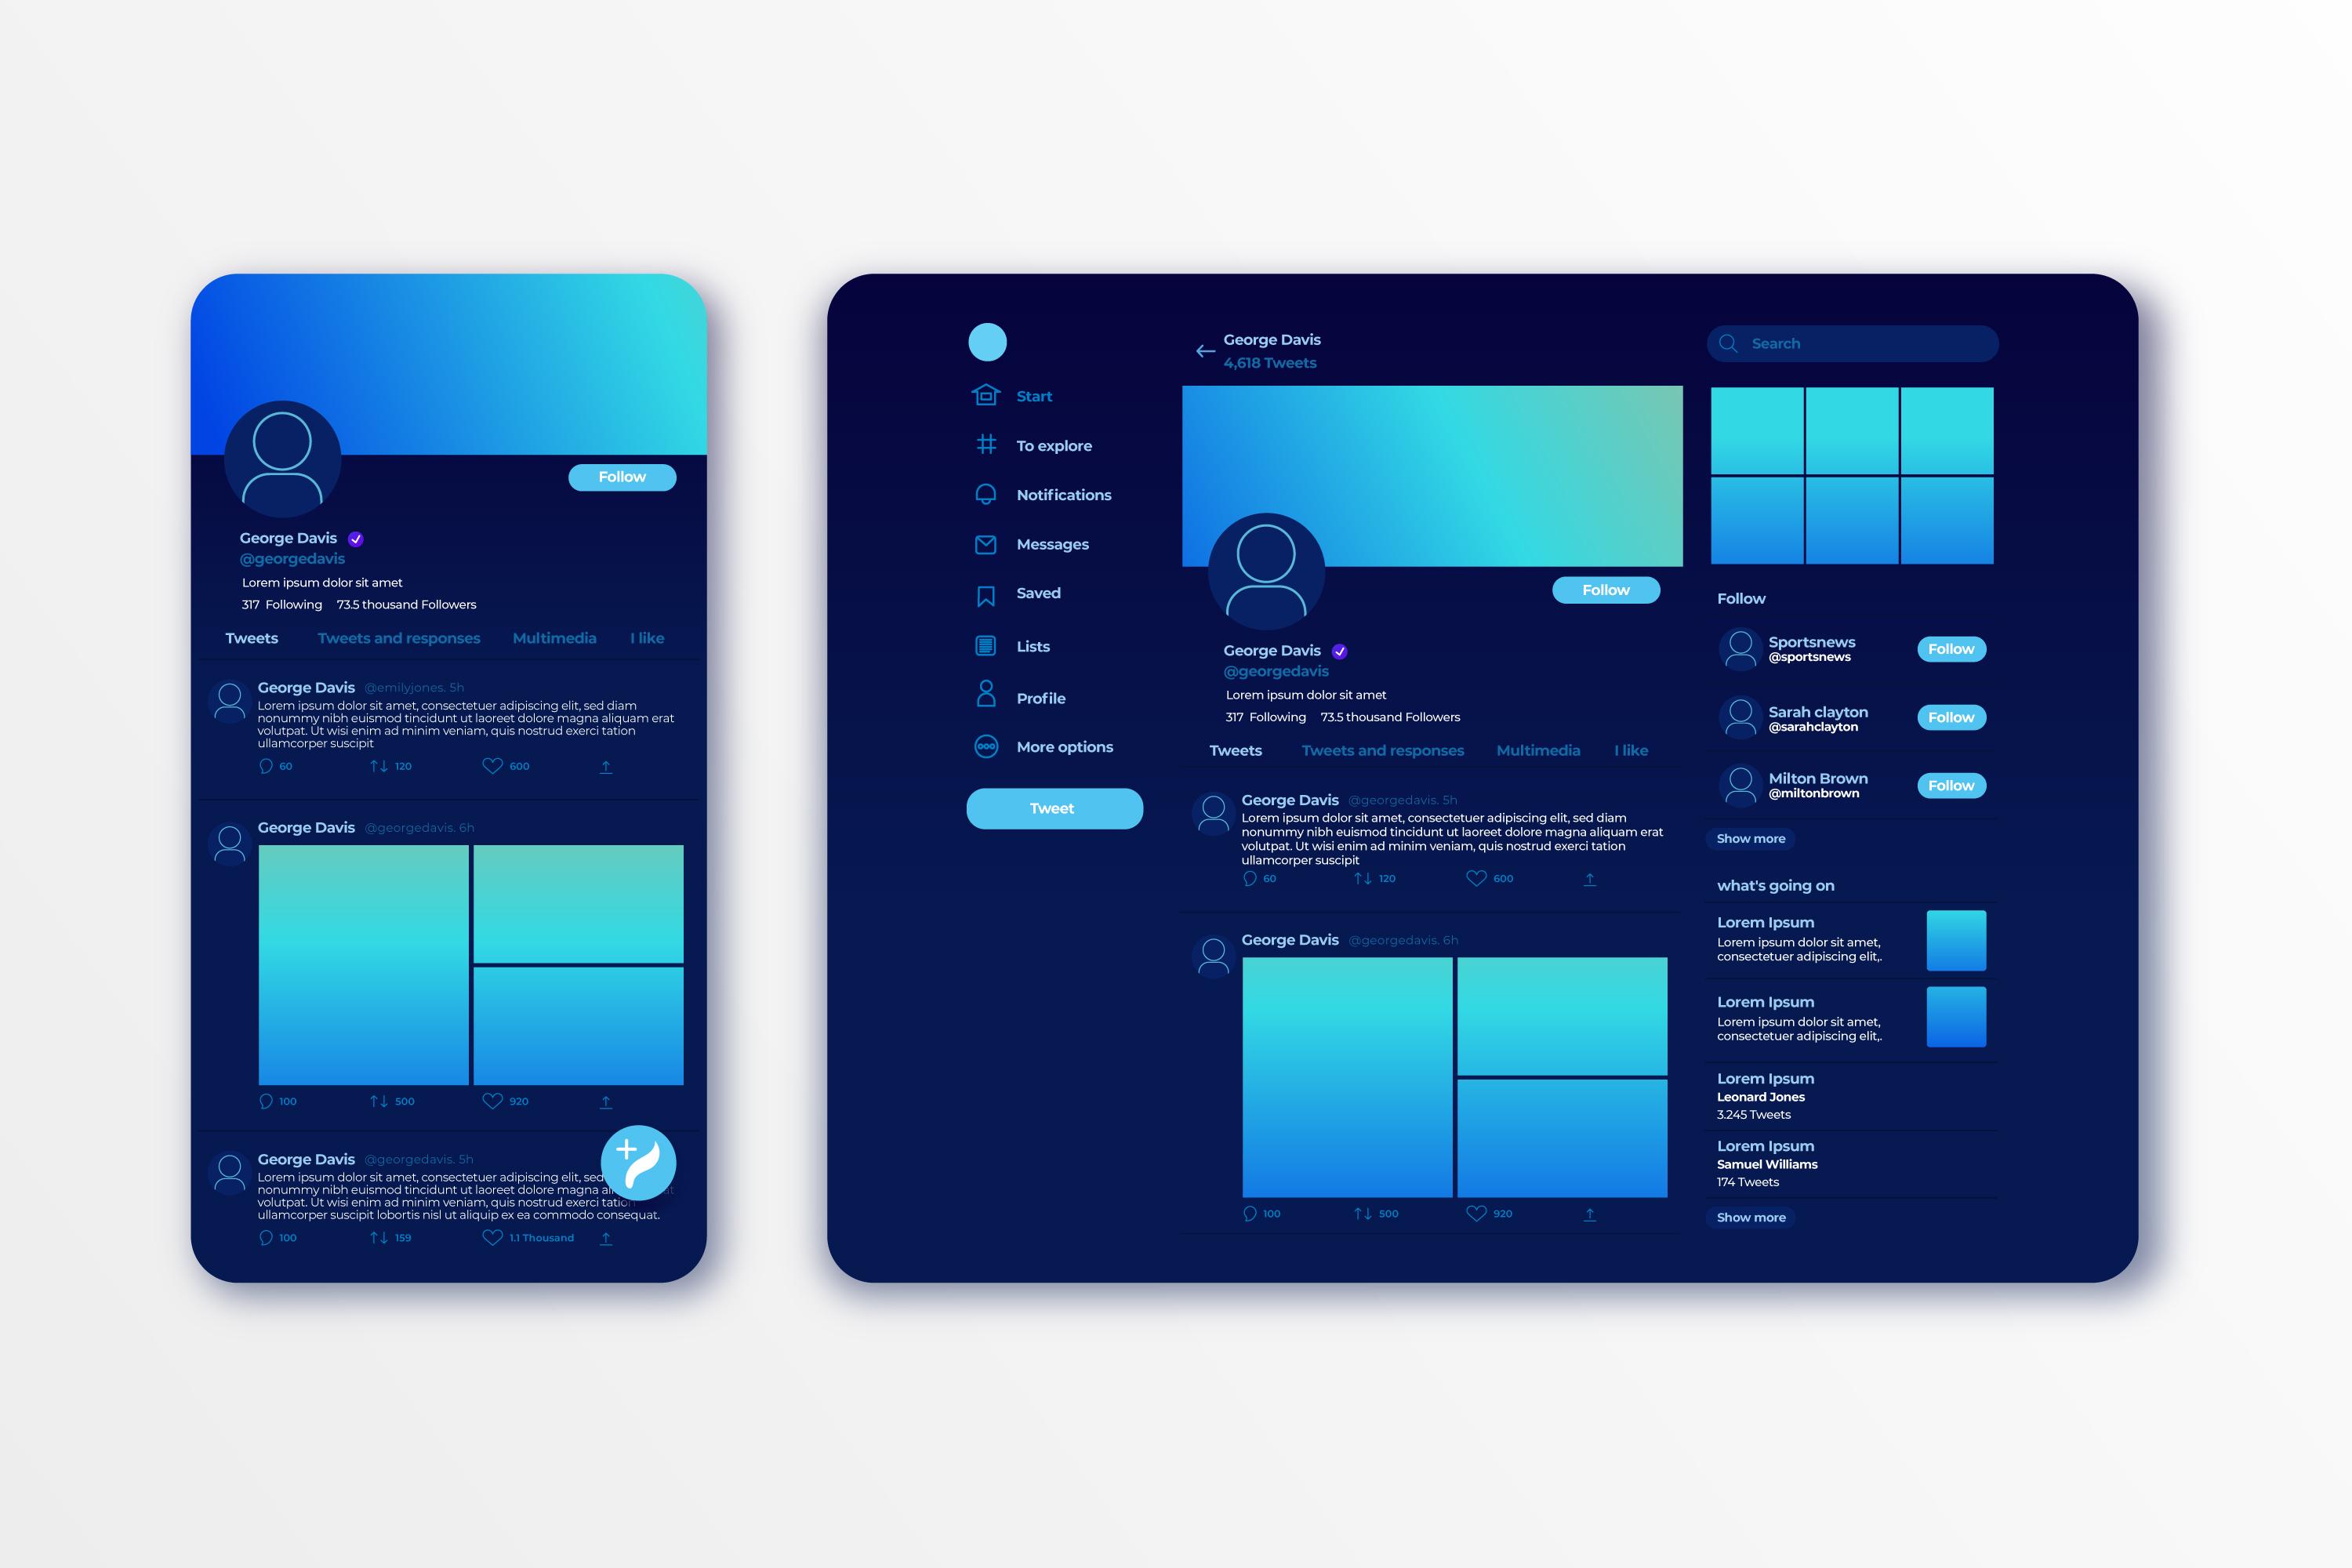 Follow
George Davis
@georgedavis
Lorem ipsum dolor sit amet
317 Following 73.5 thousand Followers
Tweets Tweets and responses Multimedia I like
George Davis @emilyjones. 5h
Lorem ipsum dolor sit amet, consectetuer adipiscing elit, sed diam
nonummy nibh euismod tincidunt ut laoreet dolore magna aliquam erat
volutpat. Ut wisi enim ad minim veniam, quis nostrud exerci tation
ullamcorper suscipit
60 120 600
George Davis @georgedavis. 6h
100 500 920
George Davis @georgedavis. 5h
Lorem ipsum dolor sit amet, consectetuer adipiscing elit, sed
nonummy nibh euismod tincidunt ut laoreet dolore magna
volutpat. Ut wisi enim ad minim veniam, quis nostrud exerci tation
ullamcorper suscipit lobortis nisl ut aliquip ex ea commodo consequat.
100 159 1.1 Thousand
Start
To explore
Notifications
Messages
Saved
Lists
Profile
More options
Tweet
George Davis
4,618 Tweets
Follow
George Davis
@georgedavis
Lorem ipsum dolor sit amet
317 Following 73.5 thousand Followers
Tweets Tweets and responses Multimedia I like
George Davis @georgedavis. 5h
Lorem ipsum dolor sit amet, consectetuer adipiscing elit, sed diam
nonummy nibh euismod tincidunt ut laoreet dolore magna aliquam erat
volutpat. Ut wisi enim ad minim veniam, quis nostrud exerci tation
ullamcorper suscipit
60 120 600
George Davis @georgedavis. 6h
100 500 920
Search
Follow
Sportsnews
@sportsnews
Follow
Sarah clayton
@sarahclayton
Follow
Milton Brown
@miltonbrown
Follow
Show more
what's going on
Lorem Ipsum
Lorem ipsum dolor sit amet,
consectetuer adipiscing elit,.
Lorem Ipsum
Lorem ipsum dolor sit amet,
consectetuer adipiscing elit,.
Lorem Ipsum
Leonard Jones
3.245 Tweets
Lorem Ipsum
Samuel Williams
174 Tweets
Show more